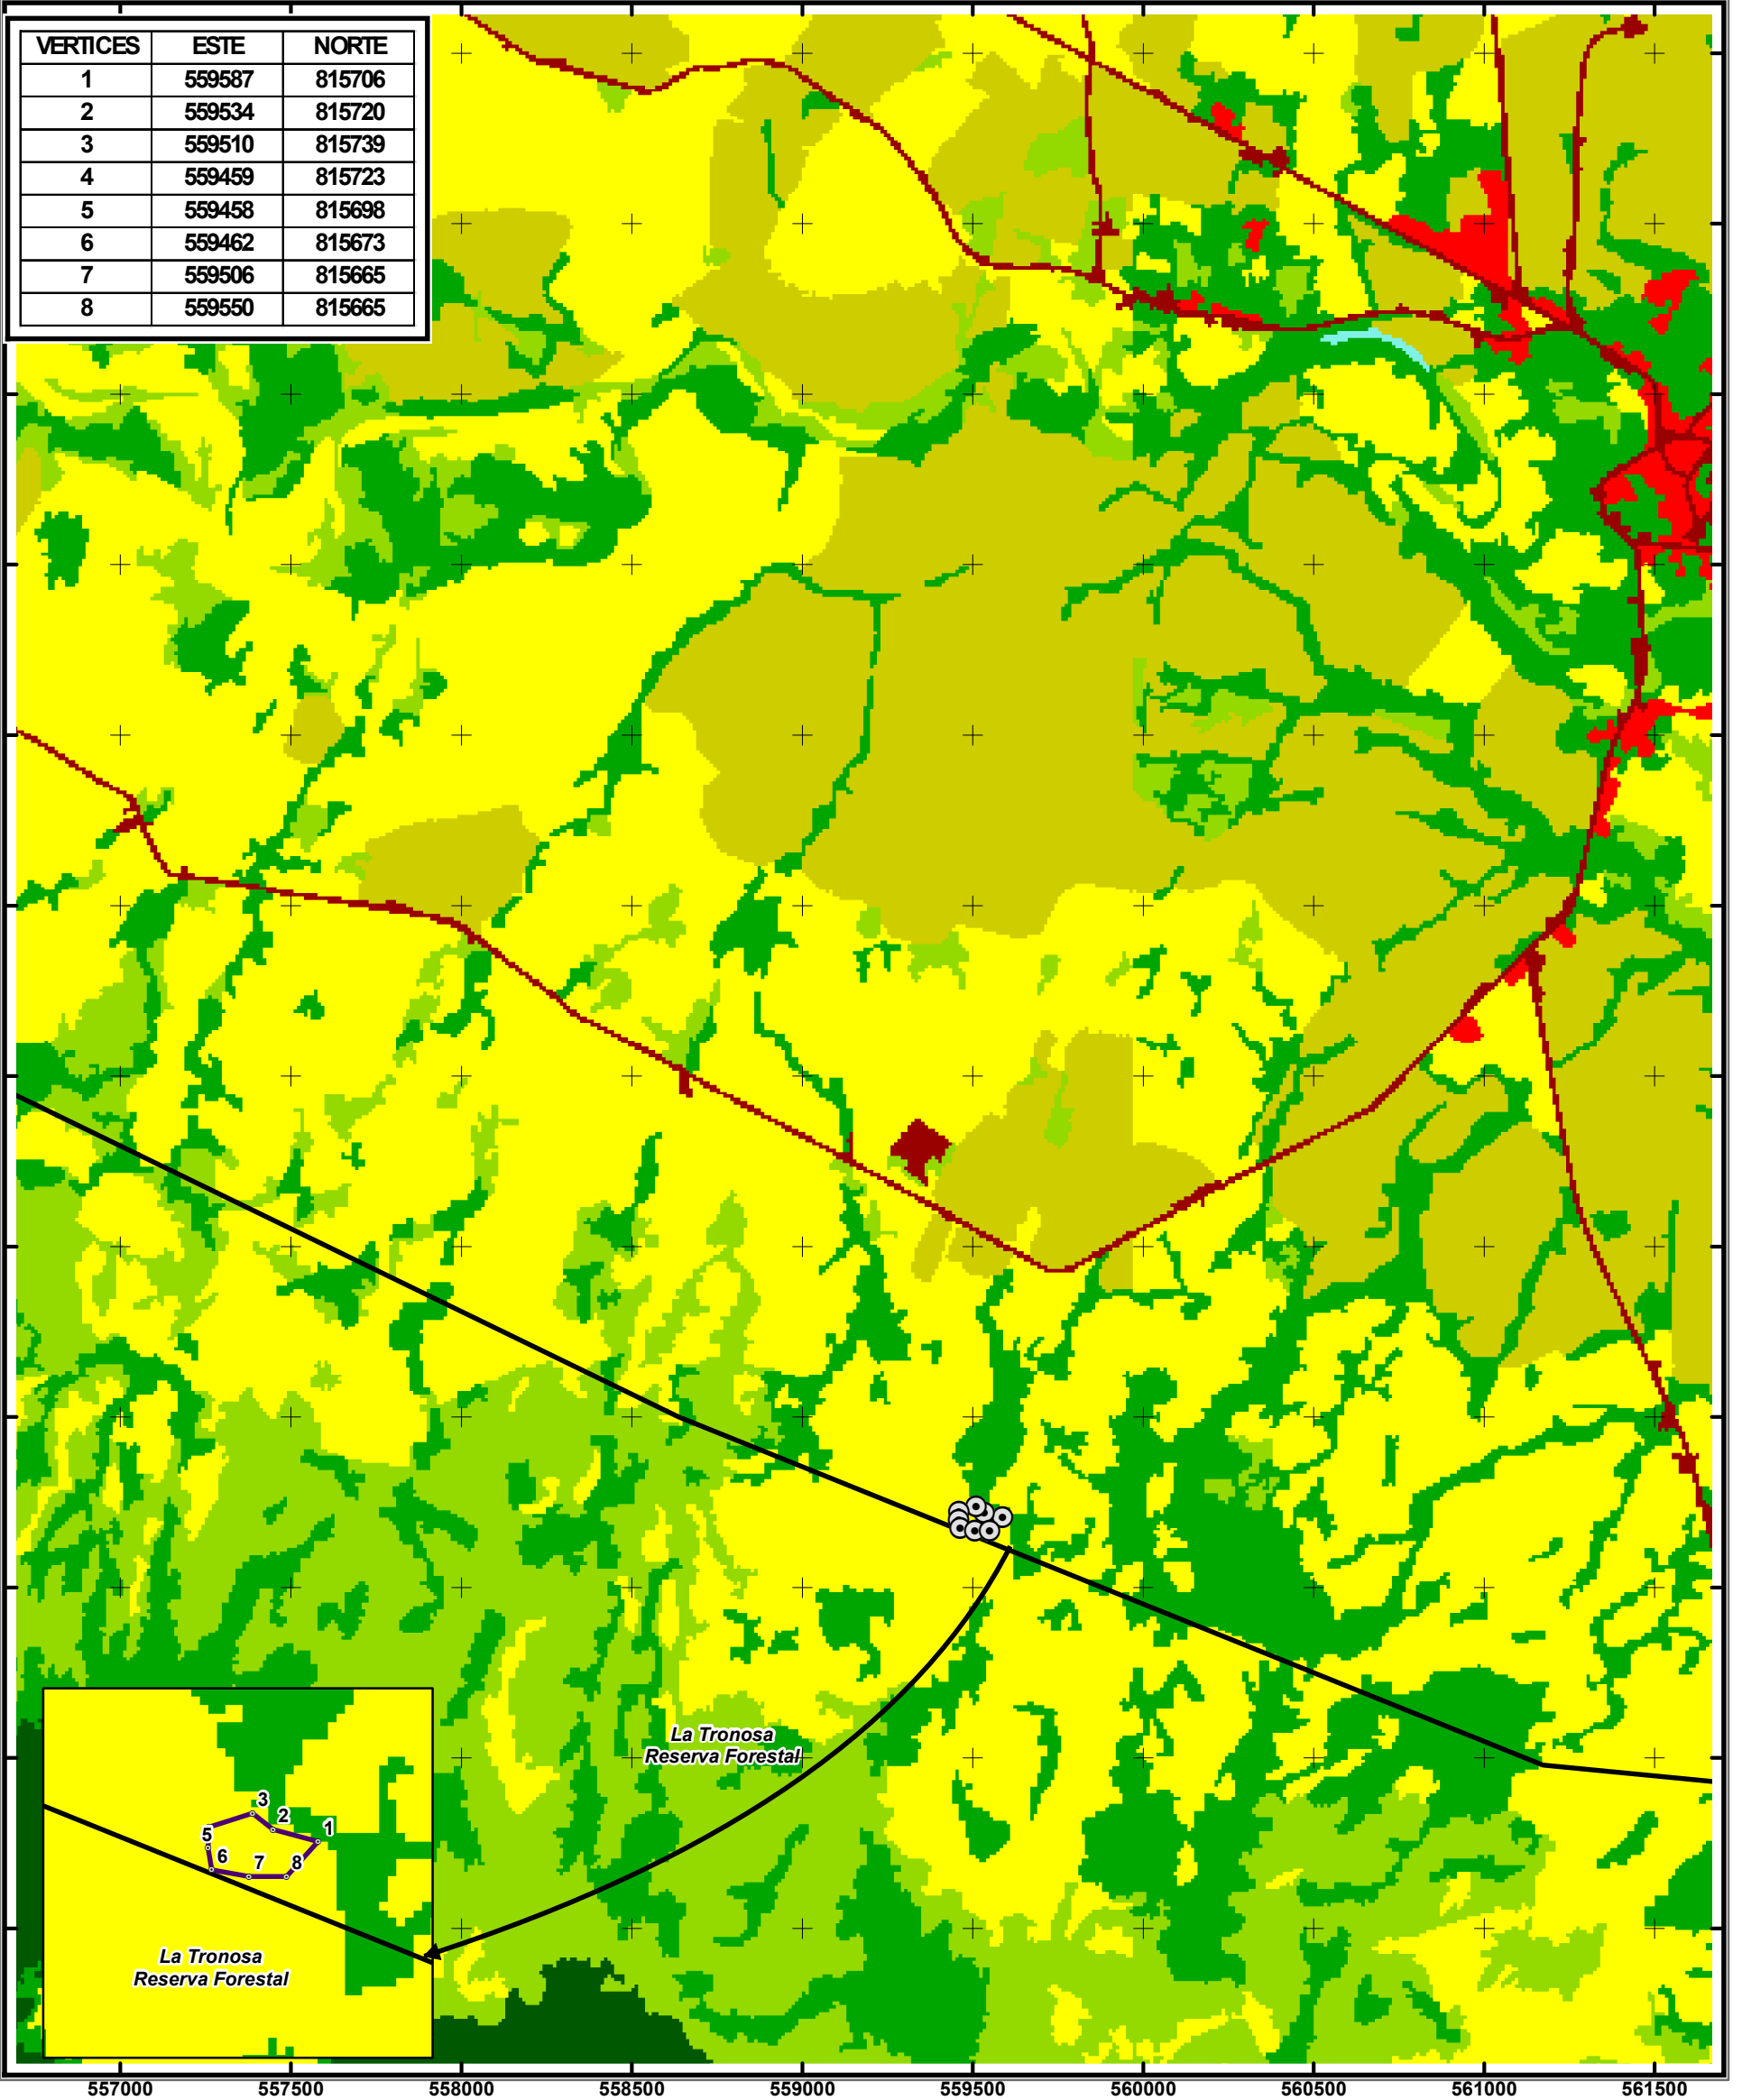 VERTICES ESTE NORTE
1 559587 815706
2 559534 815720
3 559510 815739
4 559459 815723
5 559458 815698
6 559462 815673
7 559506 815665
8 559550 815665
La Tronosa
Reserva Forestal
3
2
1
5
6
7
8
La Tronosa
Reserva Forestal
557000 557500 558000 558500 559000 559500 560000 560500 561000 561500